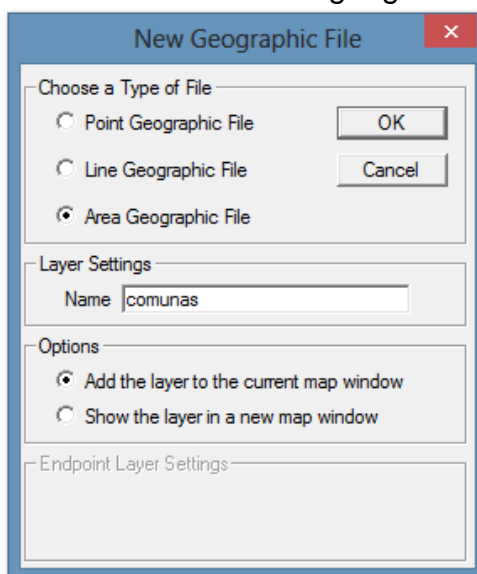 New Geographic File
Choose a Type of File
Point Geographic File
OK
Line Geographic File
Cancel
Area Geographic File
Layer Settings
Name comunas
Options
Add the layer to the current map window
Show the layer in a new map window
Endpoint Layer Settings